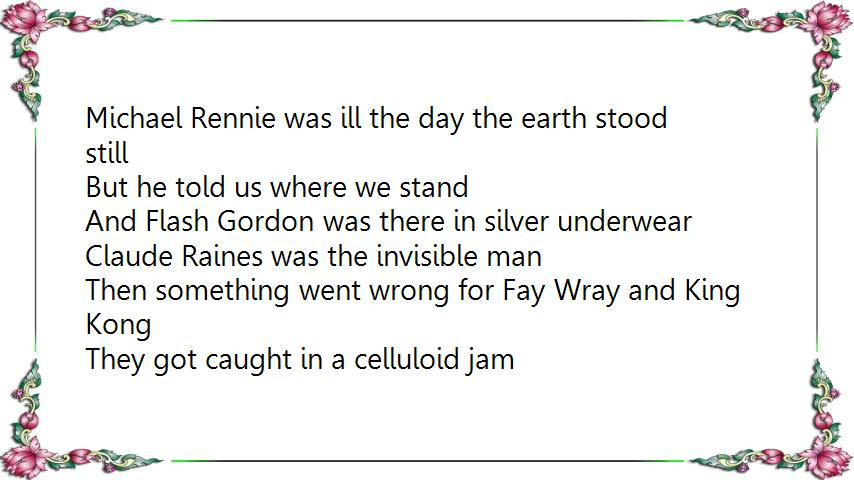 Michael Rennie was ill the day the earth stood
still
But he told us where we stand
And Flash Gordon was there in silver underwear
Claude Raines was the invisible man
Then something went wrong for Fay Wray and King
Kong
They got caught in a celluloid jam